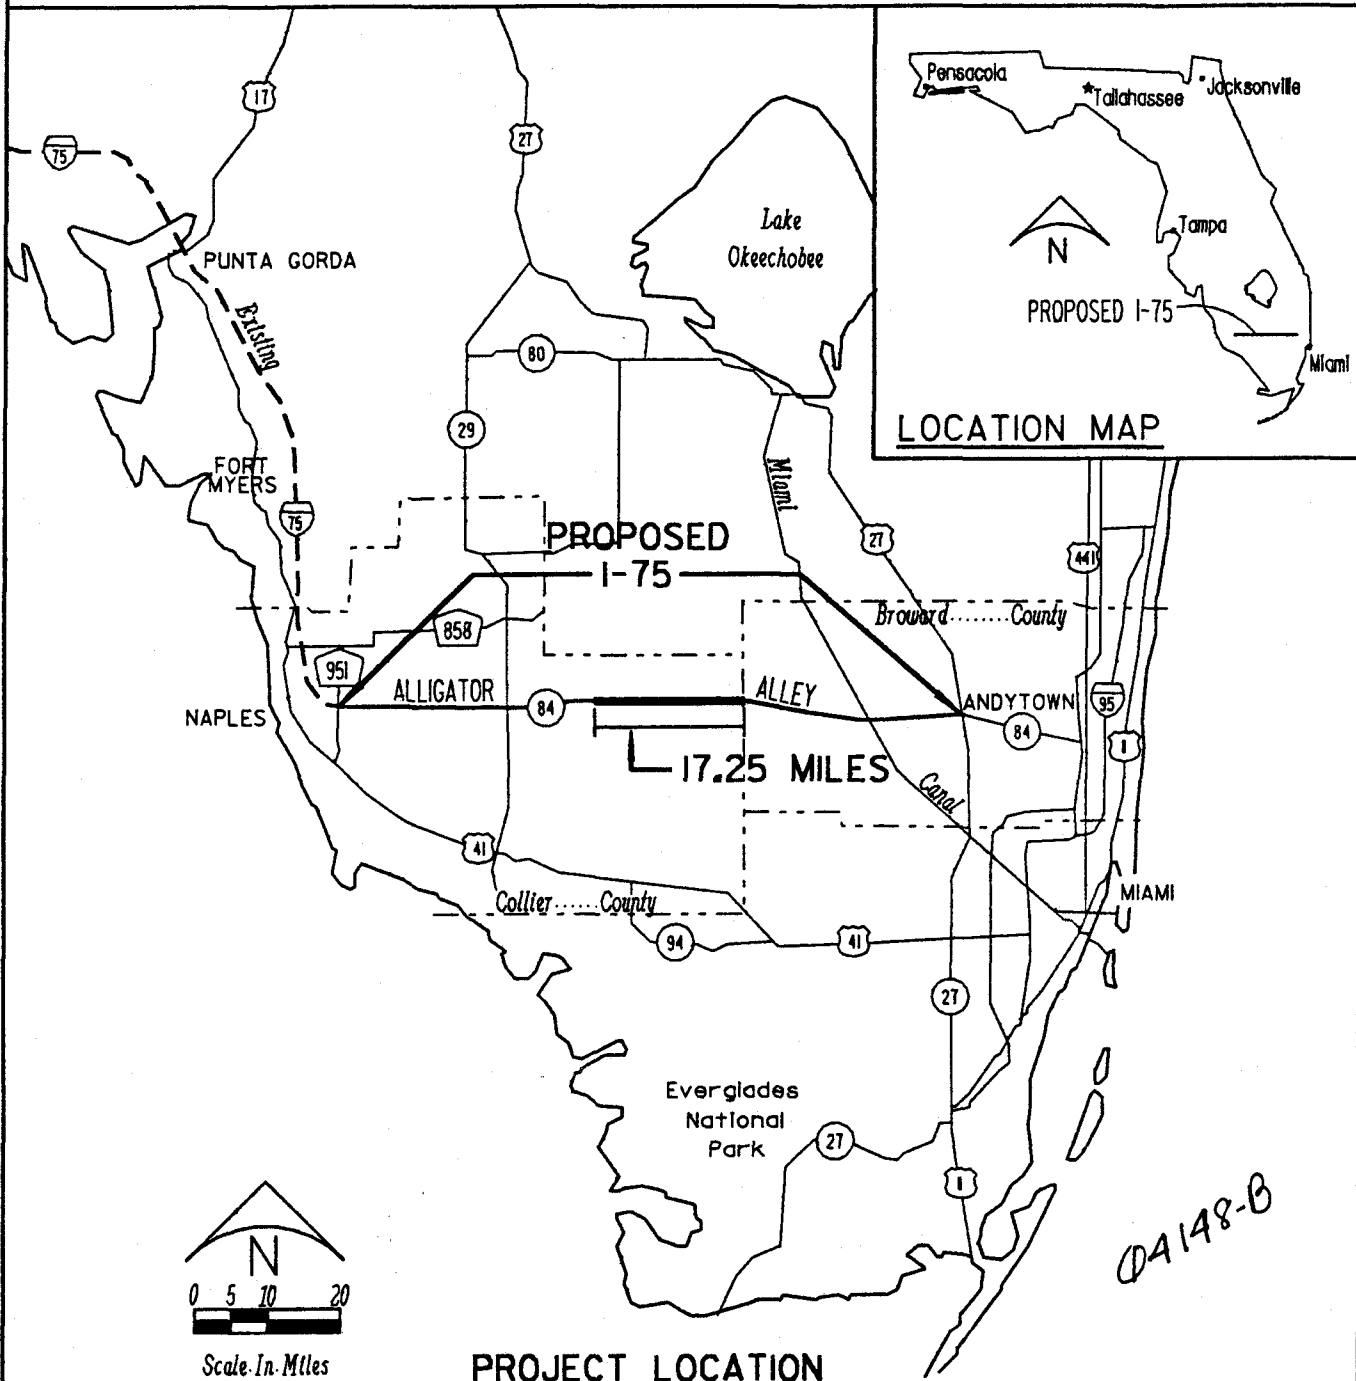 17
27
75
Pensacola
Tallahassee
Jacksonville
Tampa
N
PROPOSED I-75
Miami
LOCATION MAP
Lake
Okeechobee
PUNTA GORDA
Existing
80
29
FORT
MYERS
75
Miami
27
441
PROPOSED
I-75
Broward........County
858
951
ALLIGATOR
84
ALLEY
ANDYTOWN
95
NAPLES
84
1
17.25 MILES
Canal
41
MIAMI
Collier......County
94
41
27
Everglades
National
Park
27
1
N
0 5 10 20
Scale-In-Miles
PROJECT LOCATION
04148-B